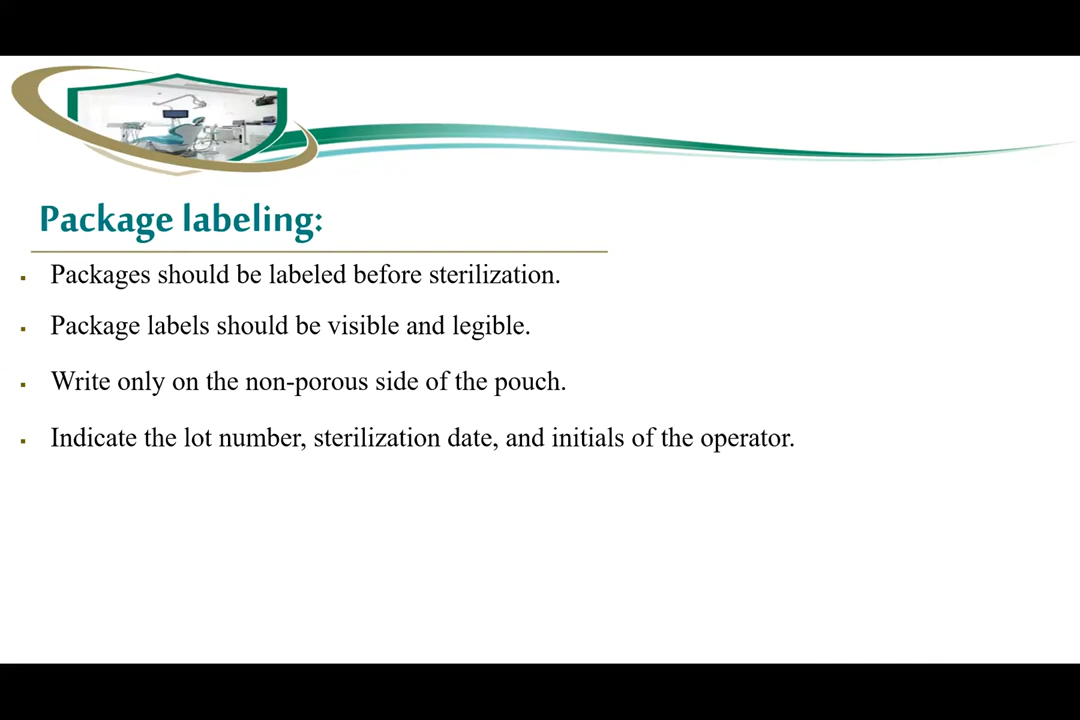 Package labeling:
Packages should be labeled before sterilization.
Package labels should be visible and legible.
Write only on the non-porous side of the pouch.
Indicate the lot number, sterilization date, and initials of the operator.